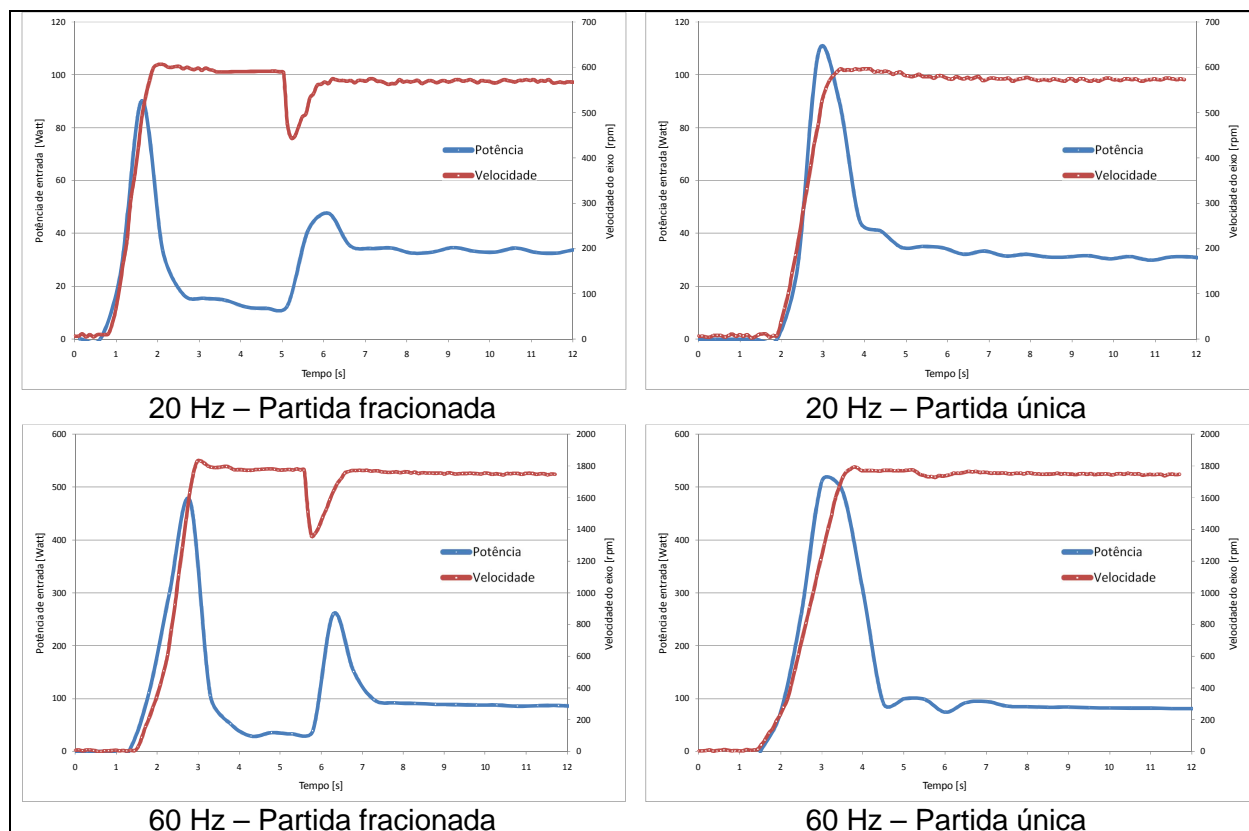 120
100
80
60
40
20
0
Potência de entrada [Watt]
700
600
500
400
300
200
100
0
Velocidade do eixo [rpm]
Potência
Velocidade
0 1 2 3 4 5 6 7 8 9 10 11 12
Tempo [s]
20 Hz – Partida fracionada
120
100
80
60
40
20
0
Potência de entrada [Watt]
700
600
500
400
300
200
100
0
Velocidade do eixo [rpm]
Potência
Velocidade
0 1 2 3 4 5 6 7 8 9 10 11 12
Tempo [s]
20 Hz – Partida única
600
500
400
300
200
100
0
Potência de entrada [Watt]
2000
1800
1600
1400
1200
1000
800
600
400
200
0
Velocidade do eixo [rpm]
Potência
Velocidade
0 1 2 3 4 5 6 7 8 9 10 11 12
Tempo [s]
60 Hz – Partida fracionada
600
500
400
300
200
100
0
Potência de entrada [Watt]
2000
1800
1600
1400
1200
1000
800
600
400
200
0
Velocidade do eixo [rpm]
Potência
Velocidade
0 1 2 3 4 5 6 7 8 9 10 11 12
Tempo [s]
60 Hz – Partida única